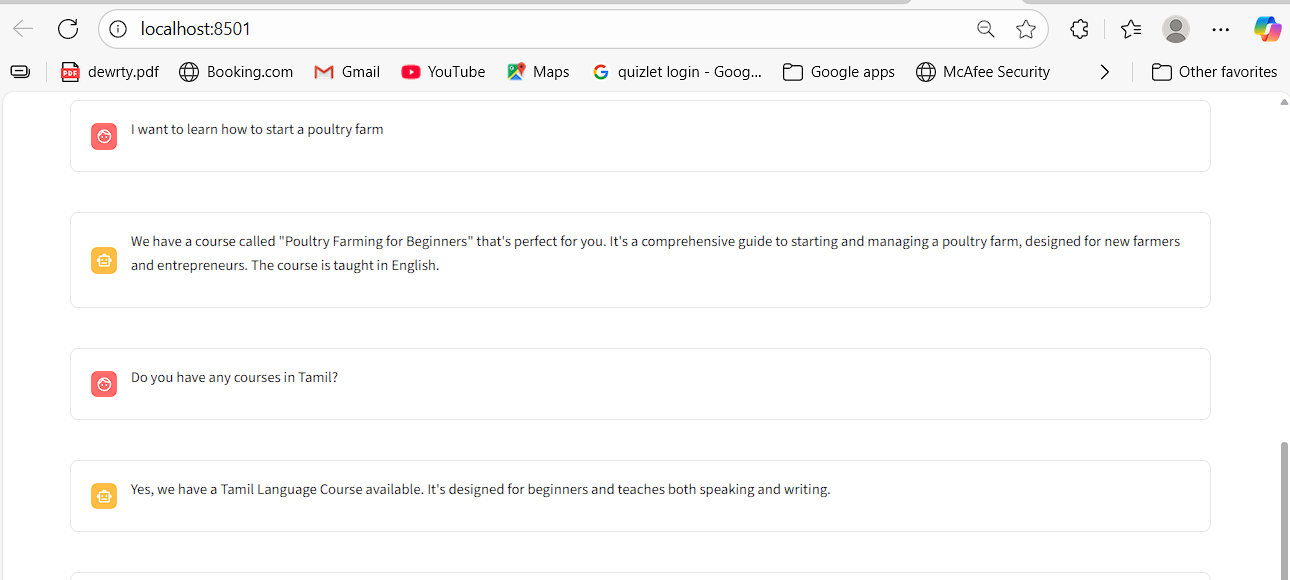 localhost:8501
PDF dewrty.pdf Booking.com Gmail YouTube Maps quizlet login - Goog... Google apps McAfee Security Other favorites
I want to learn how to start a poultry farm
We have a course called "Poultry Farming for Beginners" that's perfect for you. It's a comprehensive guide to starting and managing a poultry farm, designed for new farmers
and entrepreneurs. The course is taught in English.
Do you have any courses in Tamil?
Yes, we have a Tamil Language Course available. It's designed for beginners and teaches both speaking and writing.